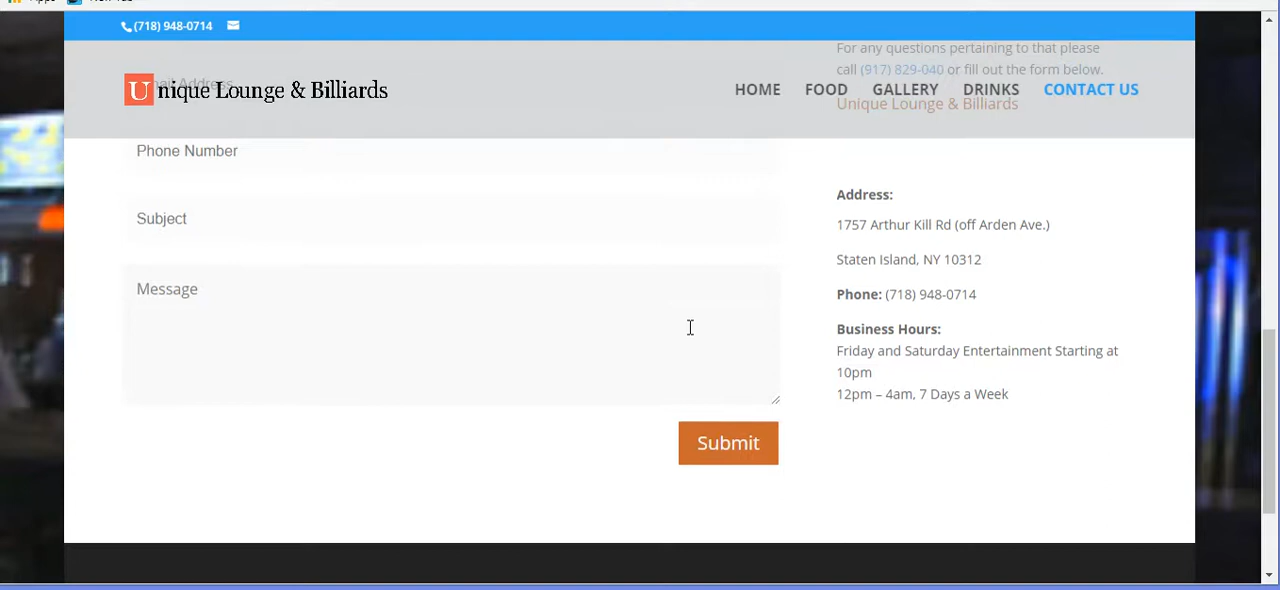 (718) 948-0714
Unique Lounge & Billiards
HOME FOOD GALLERY DRINKS CONTACT US
Email Address
Phone Number
Subject
Message
Submit
For any questions pertaining to that please
call (917) 829-040 or fill out the form below.
Unique Lounge & Billiards
Address:
1757 Arthur Kill Rd (off Arden Ave.)
Staten Island, NY 10312
Phone: (718) 948-0714
Business Hours:
Friday and Saturday Entertainment Starting at
10pm
12pm – 4am, 7 Days a Week